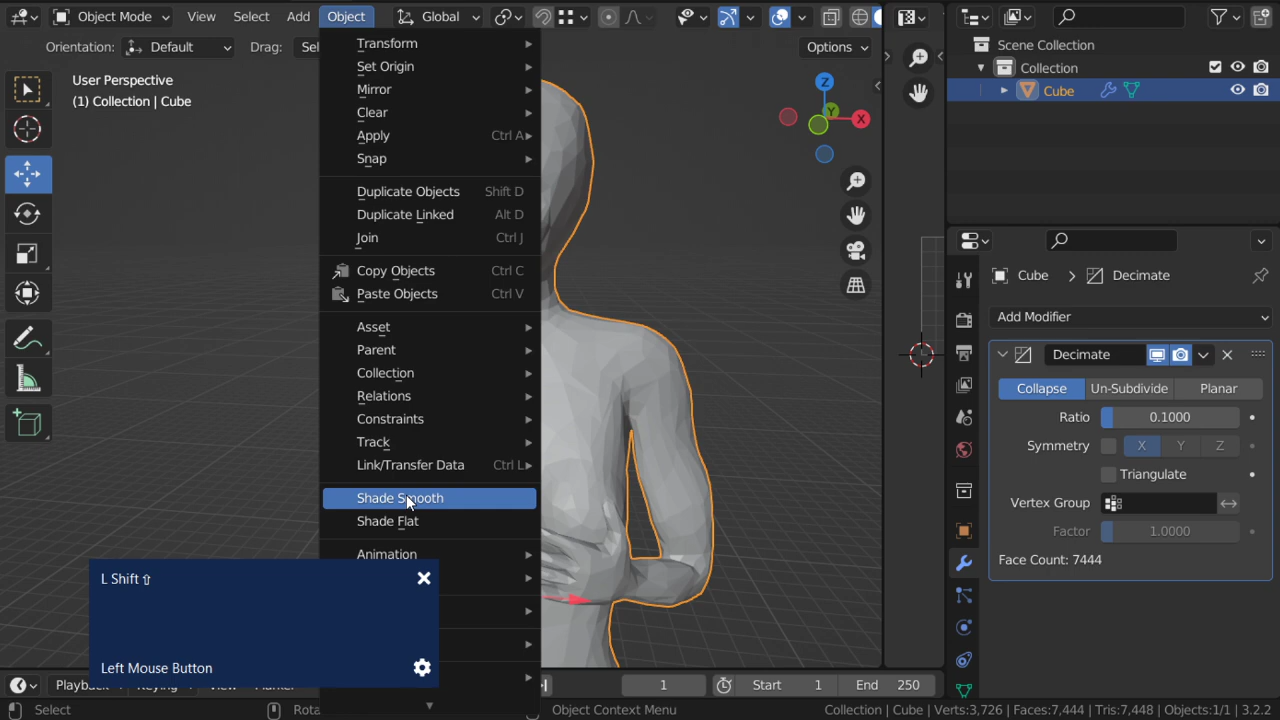 Object Mode
View
Select
Add
Object
Global
Orientation:
Default
Drag:
Sel
Options
User Perspective
(1) Collection | Cube
Transform
Set Origin
Mirror
Clear
Apply Ctrl A
Snap
Duplicate Objects Shift D
Duplicate Linked Alt D
Join Ctrl J
Copy Objects Ctrl C
Paste Objects Ctrl V
Asset
Parent
Collection
Relations
Constraints
Track
Link/Transfer Data Ctrl L
Shade Smooth
Shade Flat
Animation
L Shift ⇧
Left Mouse Button
Z
Y
X
Scene Collection
Collection
Cube
Cube > Decimate
Add Modifier
Decimate
Collapse Un-Subdivide Planar
Ratio 0.1000
Symmetry X Y Z
Triangulate
Vertex Group
Factor 1.0000
Face Count: 7444
Playback
1
Start 1
End 250
Select
Rota
Object Context Menu
Collection | Cube | Verts:3,726 | Faces:7,444 | Tris:7,448 | Objects:1/1 | 3.2.2